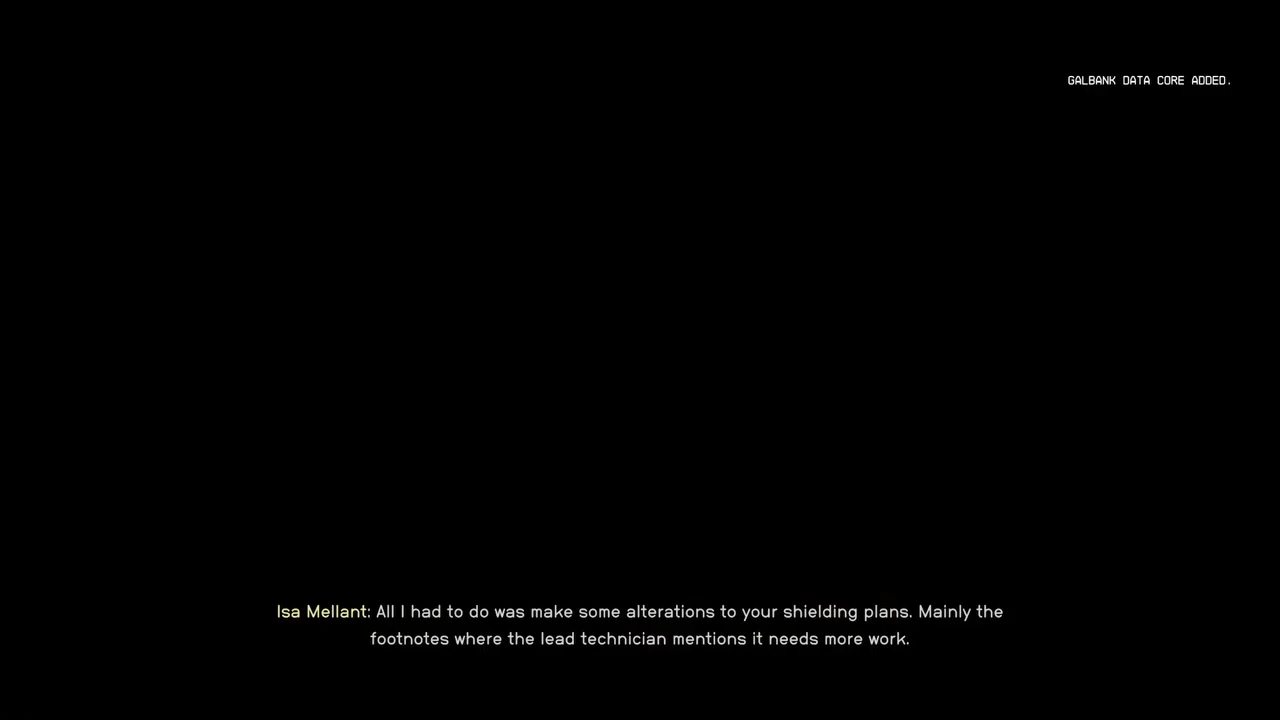 GALBANK DATA CORE ADDED.
Isa Mellant: All I had to do was make some alterations to your shielding plans. Mainly the
footnotes where the lead technician mentions it needs more work.